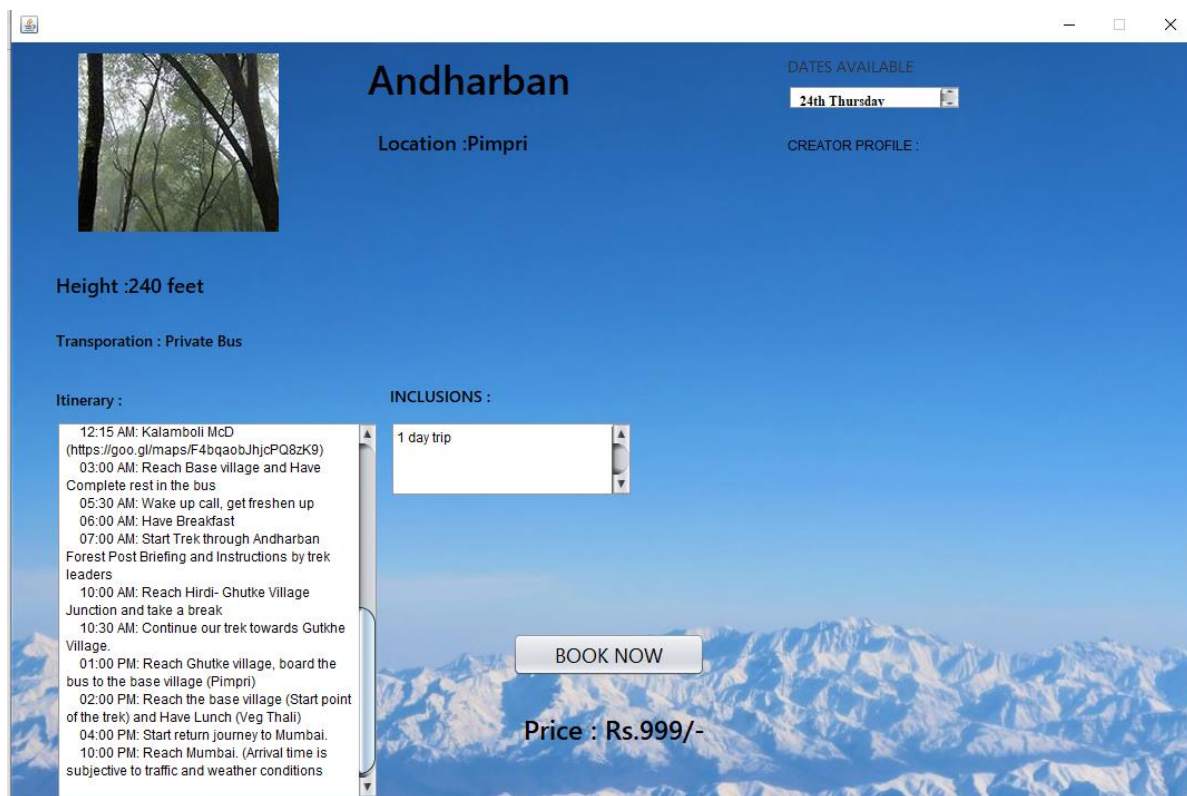 Andharban
DATES AVAILABLE
24th Thursday
Location :Pimpri
CREATOR PROFILE :
Height :240 feet
Transporation : Private Bus
Itinerary :
12:15 AM: Kalamboli McD
(https://goo.gl/maps/F4bqaobJhjcPQ8zK9)
03:00 AM: Reach Base village and Have
Complete rest in the bus
05:30 AM: Wake up call, get freshen up
06:00 AM: Have Breakfast
07:00 AM: Start Trek through Andharban
Forest Post Briefing and Instructions by trek
leaders
10:00 AM: Reach Hirdi- Ghutke Village
Junction and take a break
10:30 AM: Continue our trek towards Gutkhe
Village.
01:00 PM: Reach Ghutke village, board the
bus to the base village (Pimpri)
02:00 PM: Reach the base village (Start point
of the trek) and Have Lunch (Veg Thali)
04:00 PM: Start return journey to Mumbai.
10:00 PM: Reach Mumbai. (Arrival time is
subjective to traffic and weather conditions
INCLUSIONS :
1 day trip
BOOK NOW
Price : Rs.999/-